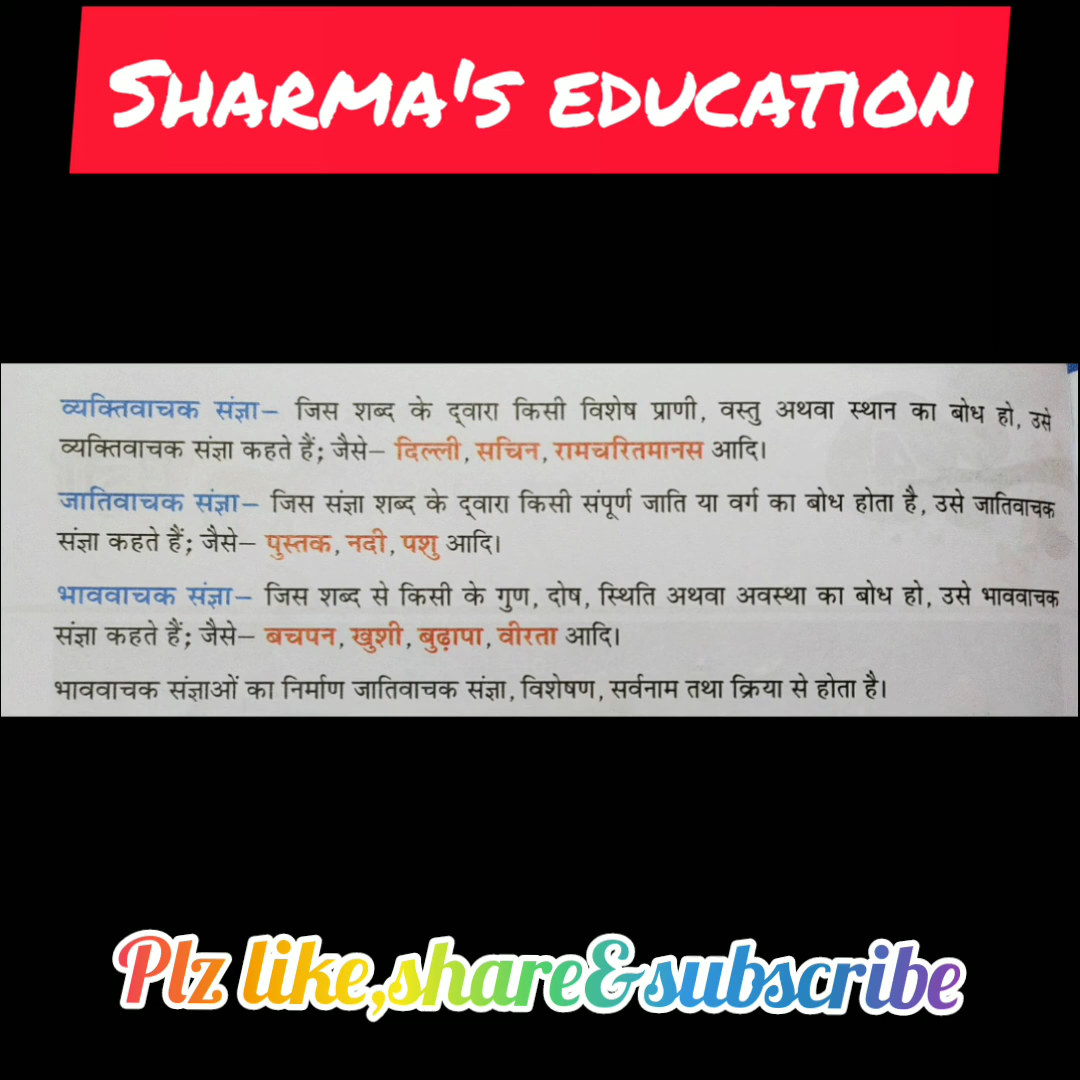 SHARMA'S EDUCATION
व्यक्तिवाचक संज्ञा– जिस शब्द के द्वारा किसी विशेष प्राणी, वस्तु अथवा स्थान का बोध हो, उसे
व्यक्तिवाचक संज्ञा कहते हैं; जैसे– दिल्ली, सचिन, रामचरितमानस आदि।
जातिवाचक संज्ञा– जिस संज्ञा शब्द के द्वारा किसी संपूर्ण जाति या वर्ग का बोध होता है, उसे जातिवाचक
संज्ञा कहते हैं; जैसे– पुस्तक, नदी, पशु आदि।
भाववाचक संज्ञा– जिस शब्द से किसी के गुण, दोष, स्थिति अथवा अवस्था का बोध हो, उसे भाववाचक
संज्ञा कहते हैं; जैसे– बचपन, खुशी, बुढ़ापा, वीरता आदि।
भाववाचक संज्ञाओं का निर्माण जातिवाचक संज्ञा, विशेषण, सर्वनाम तथा क्रिया से होता है।
Plz like,share&subscribe